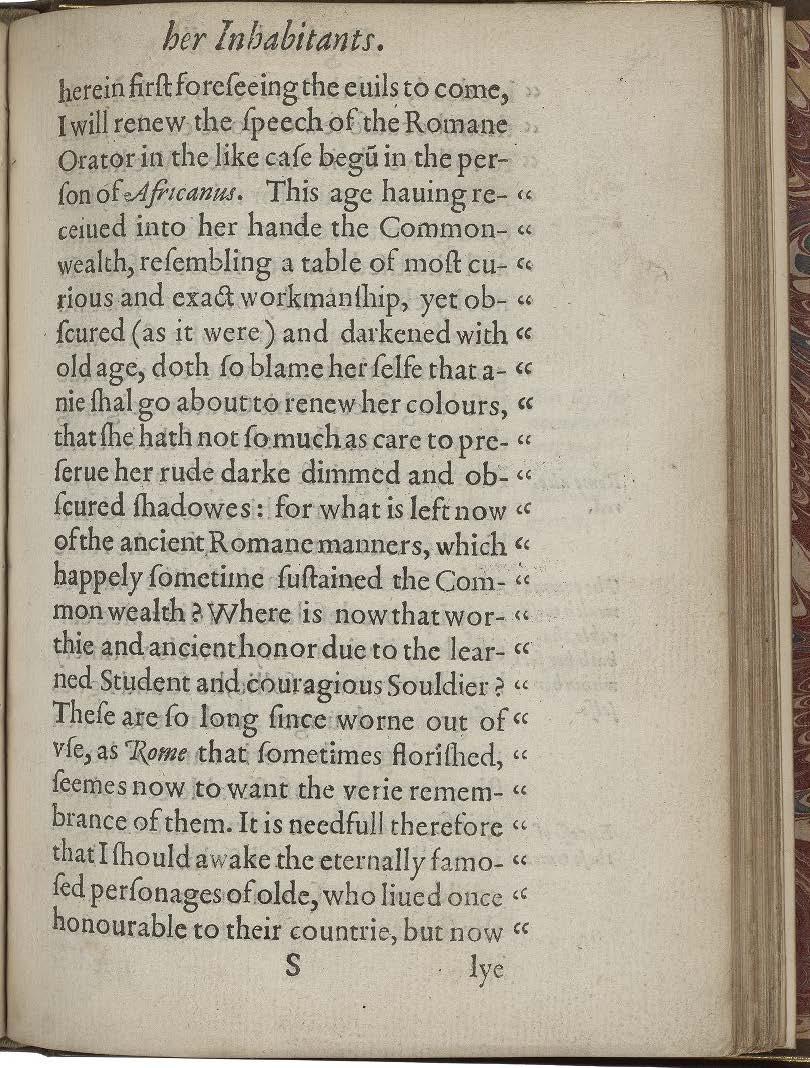 her Inhabitants.
herein firſt foreſeeing the euils to come,
I will renew the ſpeech of the Romane
Orator in the like caſe begū in the per-
ſon of Africanus. This age hauing re- “
ceiued into her hande the Common- “
wealth, reſembling a table of moſt cu- “
rious and exact workmanſhip, yet ob- “
ſcured (as it were) and darkened with “
old age, doth ſo blame her ſelfe that a- “
nie ſhal go about to renew her colours, “
that ſhe hath not ſo much as care to pre- “
ſerue her rude darke dimmed and ob- “
ſcured ſhadowes : for what is left now “
of the ancient Romane manners, which “
happely ſometime ſuſtained the Com- “
mon wealth ? Where is now that wor- “
thie and ancient honor due to the lear- “
ned Student and couragious Souldier ? “
Theſe are ſo long ſince worne out of “
vſe, as Rome that ſometimes floriſhed, “
ſeemes now to want the verie remem- “
brance of them. It is needfull therefore “
that I ſhould awake the eternally famo- “
ſed perſonages of olde, who liued once “
honourable to their countrie, but now “
S lye